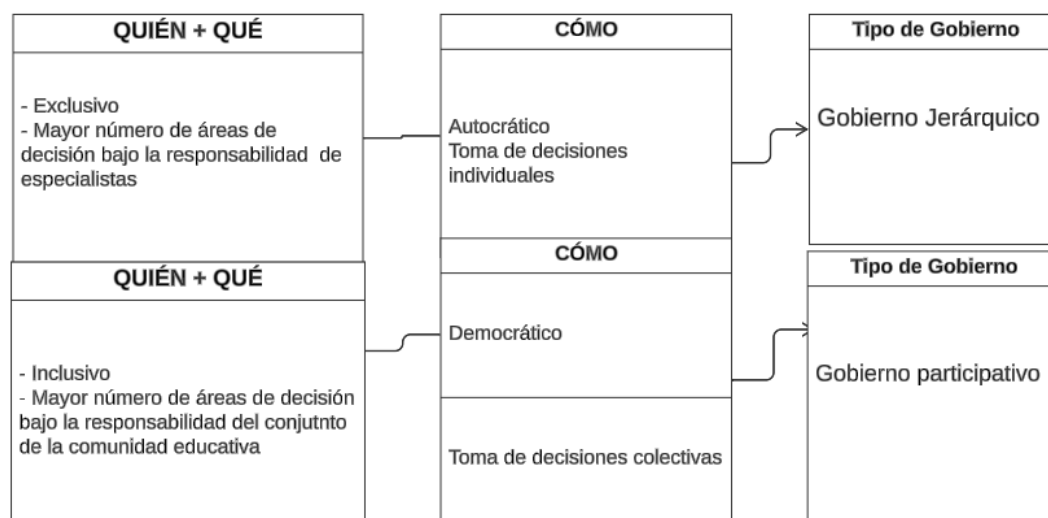 QUIÉN + QUÉ
- Exclusivo
- Mayor número de áreas de
decisión bajo la responsabilidad de
especialistas
CÓMO
Autocrático
Toma de decisiones
individuales
Tipo de Gobierno
Gobierno Jerárquico
QUIÉN + QUÉ
- Inclusivo
- Mayor número de áreas de decisión
bajo la responsabilidad del conjutnto
de la comunidad educativa
CÓMO
Democrático
Toma de decisiones colectivas
Tipo de Gobierno
Gobierno participativo